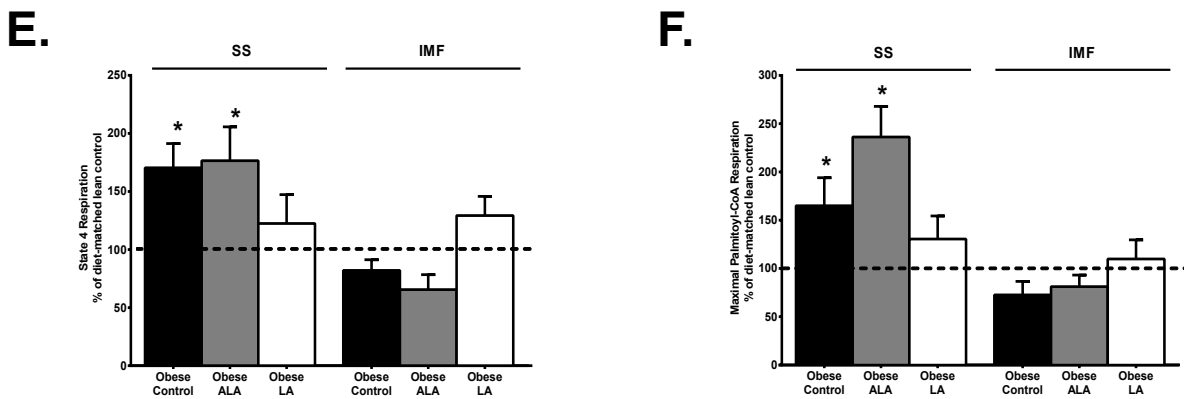 E.
SS
IMF
State 4 Respiration
% of diet-matched lean control
250
200
150
100
50
0
*
*
Obese
Control
Obese
ALA
Obese
LA
Obese
Control
Obese
ALA
Obese
LA
F.
SS
IMF
Maximal Palmitoyl-CoA Respiration
% of diet-matched lean control
300
250
200
150
100
50
0
*
*
Obese
Control
Obese
ALA
Obese
LA
Obese
Control
Obese
ALA
Obese
LA